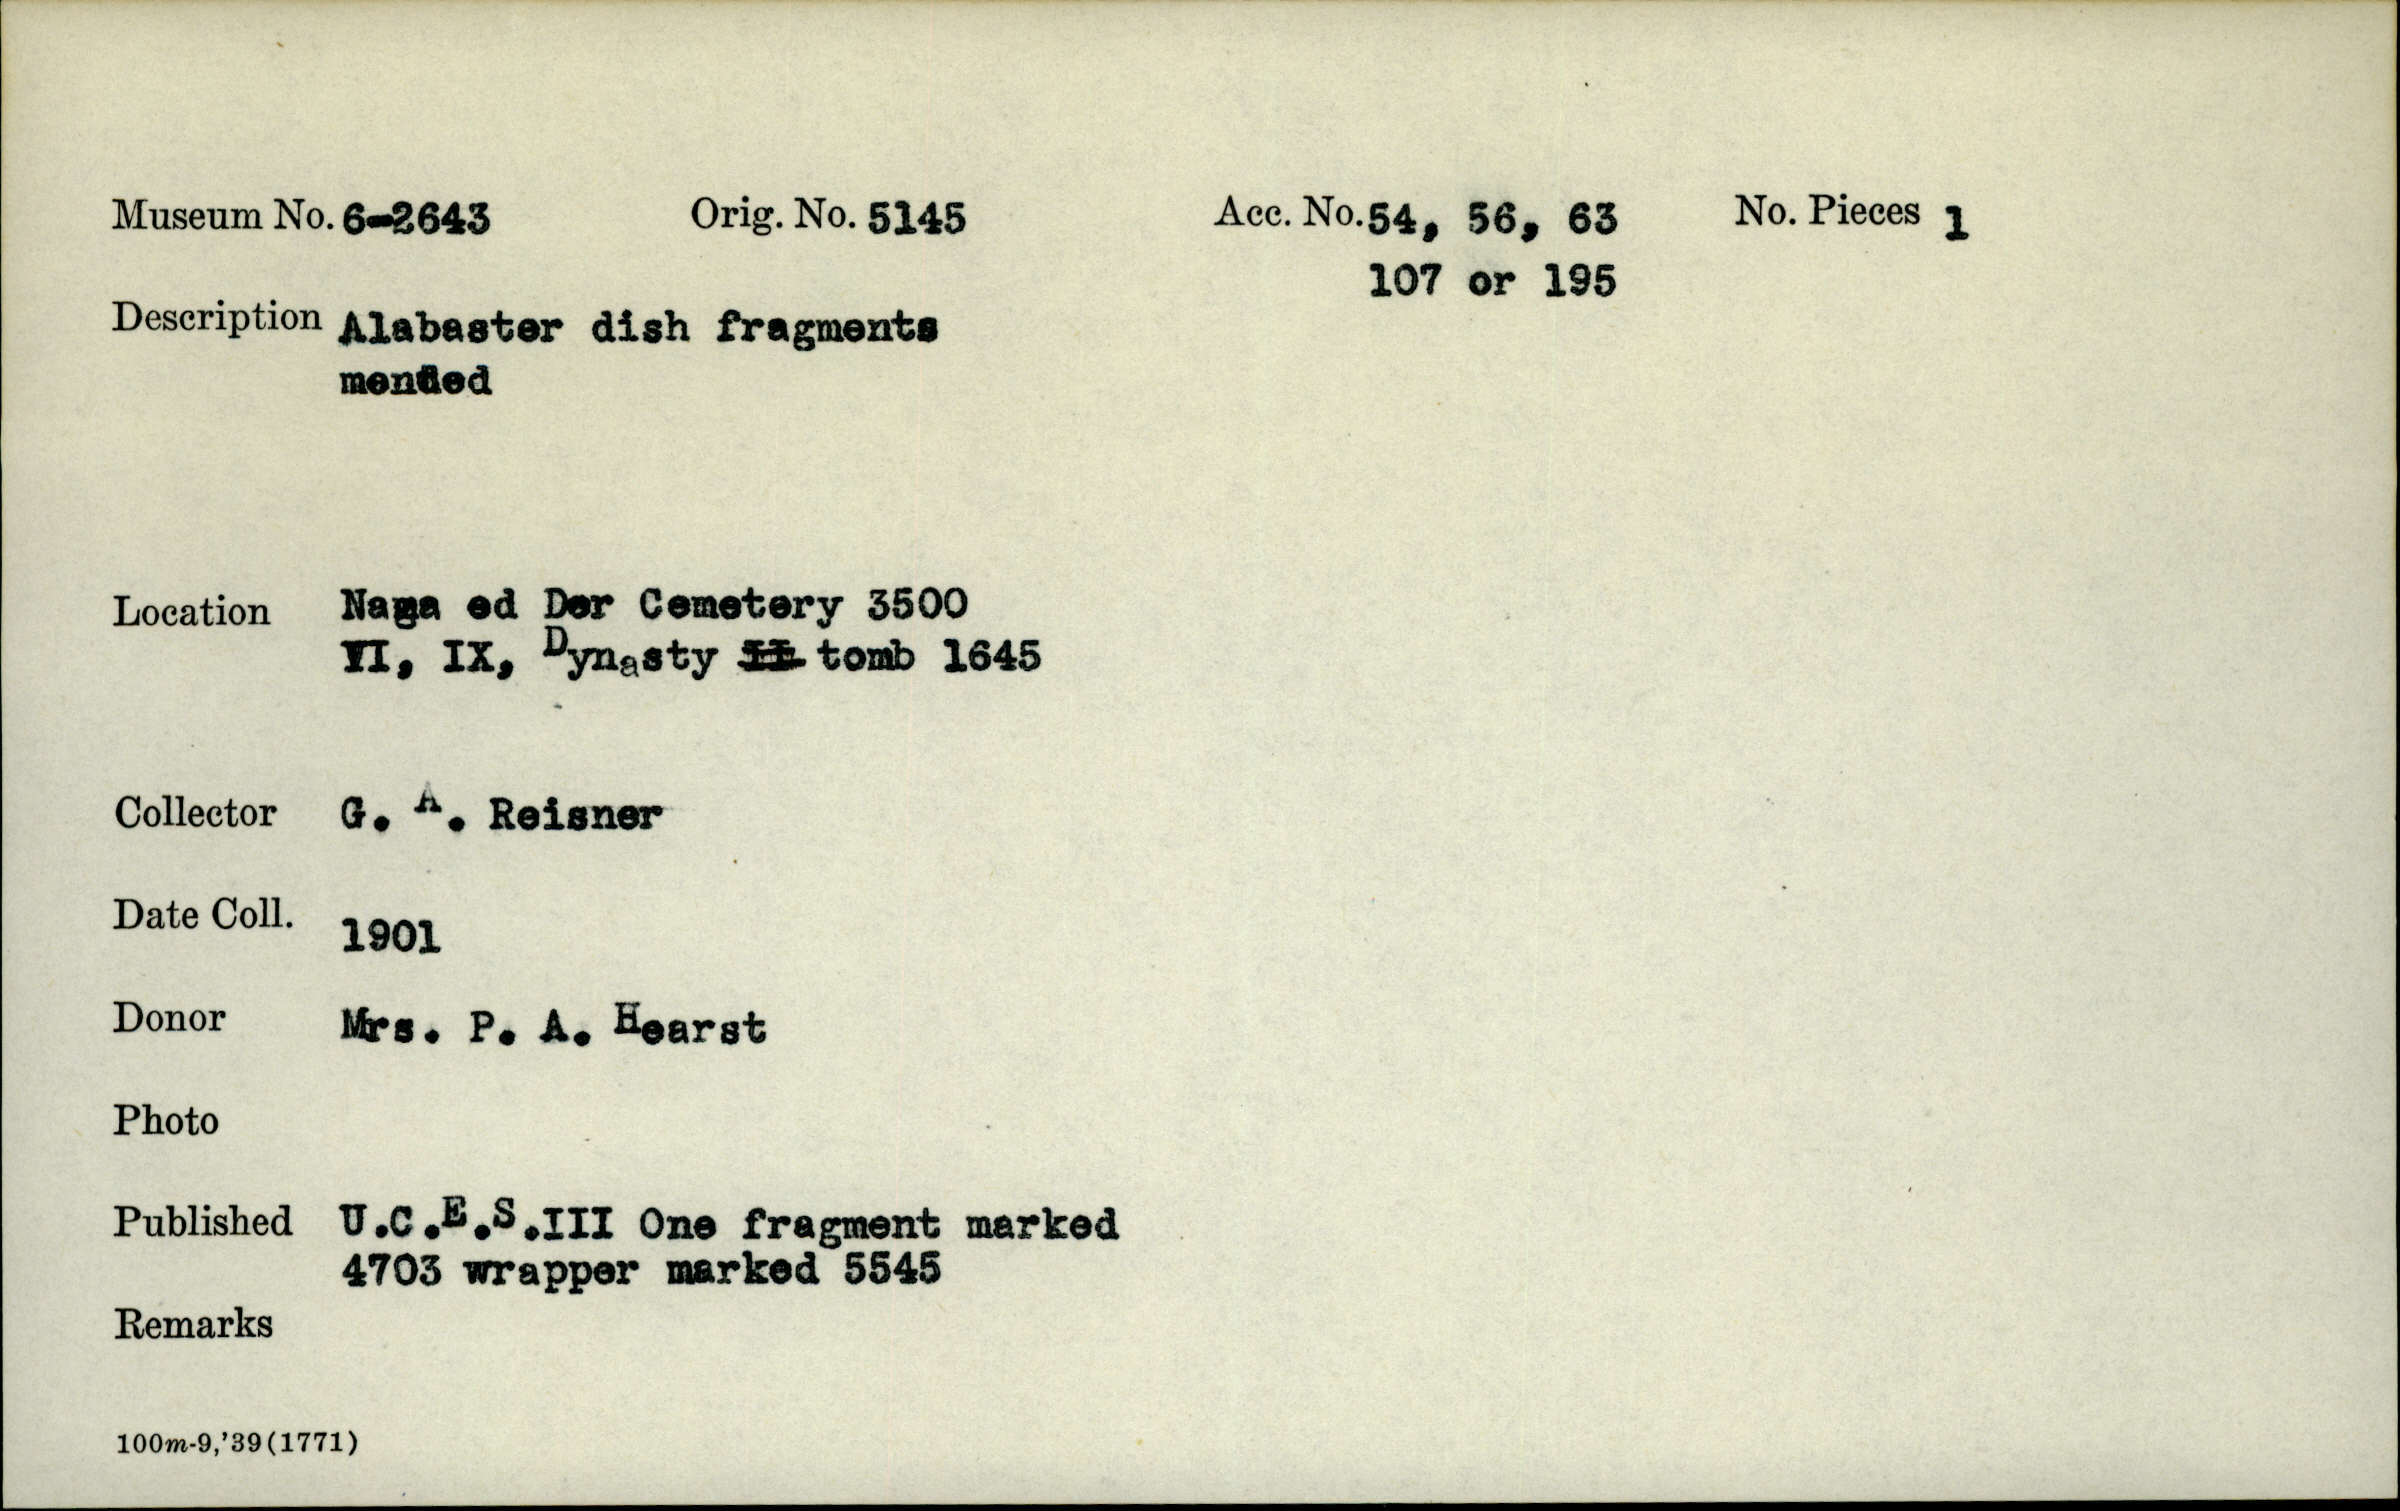 Museum No. 6-2643 Orig. No. 5145 Acc. No. 54, 56, 63 No. Pieces 1
107 or 195
Description Alabaster dish fragments
mended
Location Naga ed Der Cemetery 3500
VI, IX, Dynasty II tomb 1645
Collector G. A. Reisner
Date Coll. 1901
Donor Mrs. P. A. Hearst
Photo
Published U.C.E.S.III One fragment marked
4703 wrapper marked 5545
Remarks
100m-9,'39(1771)